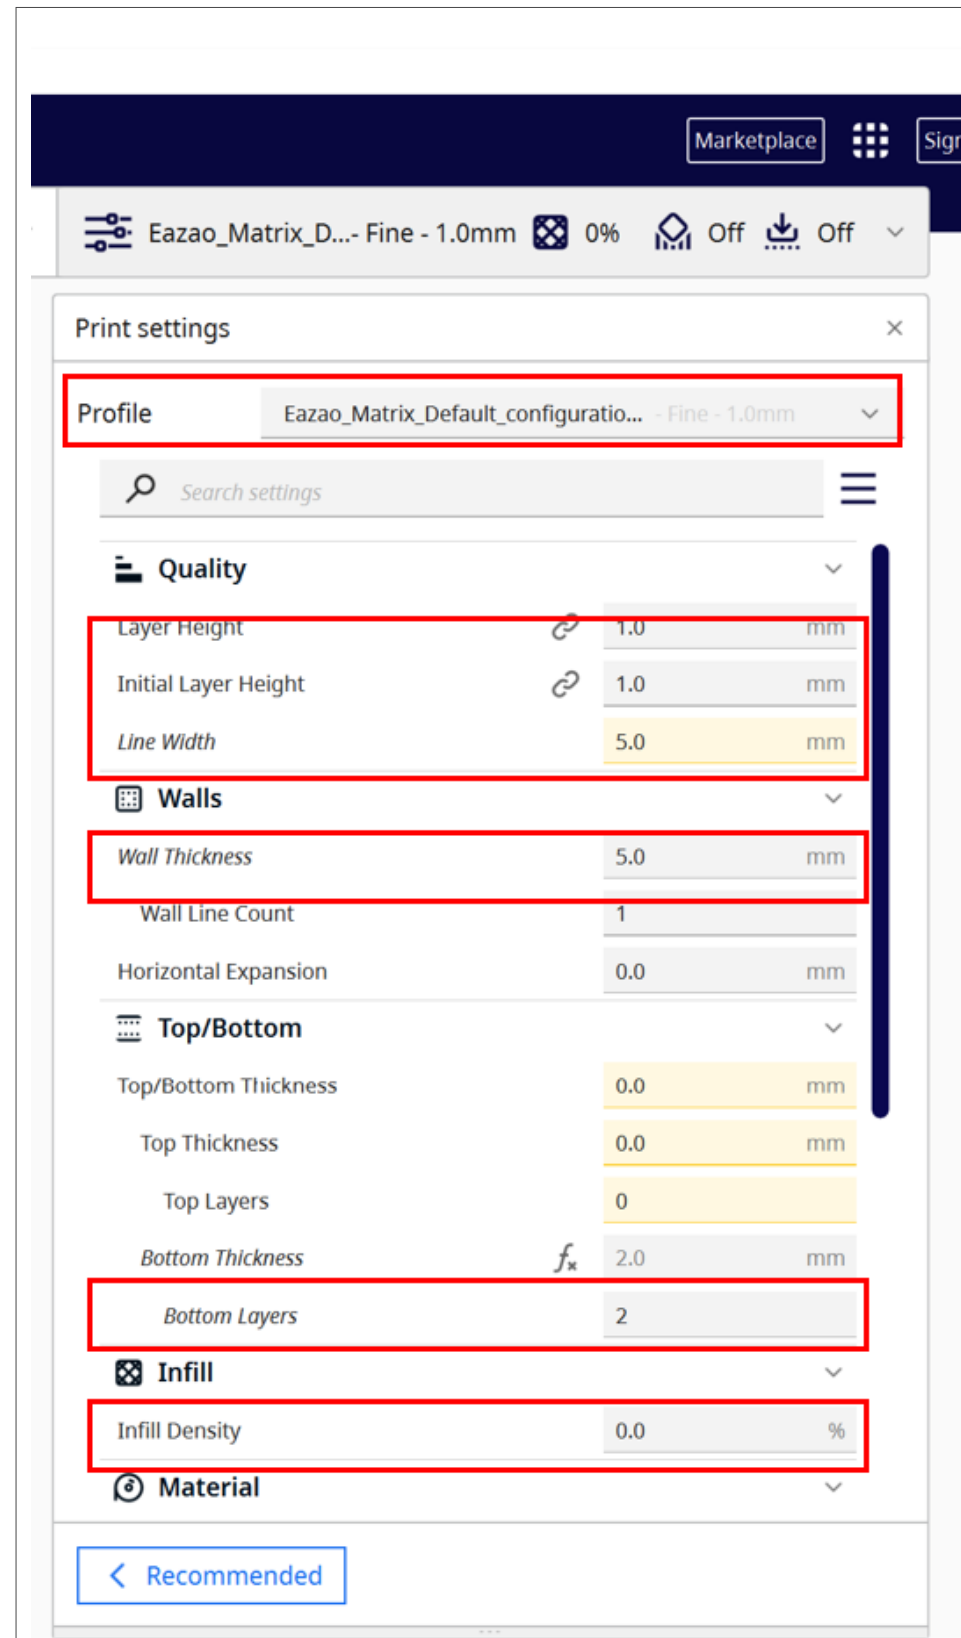 Marketplace
Eazao_Matrix_D...- Fine - 1.0mm 0% Off Off
Print settings
Profile Eazao_Matrix_Default_configuratio... - Fine - 1.0mm
Search settings
Quality
Layer Height 1.0 mm
Initial Layer Height 1.0 mm
Line Width 5.0 mm
Walls
Wall Thickness 5.0 mm
Wall Line Count 1
Horizontal Expansion 0.0 mm
Top/Bottom
Top/Bottom Thickness 0.0 mm
Top Thickness 0.0 mm
Top Layers 0
Bottom Thickness fx 2.0 mm
Bottom Layers 2
Infill
Infill Density 0.0 %
Material
Recommended